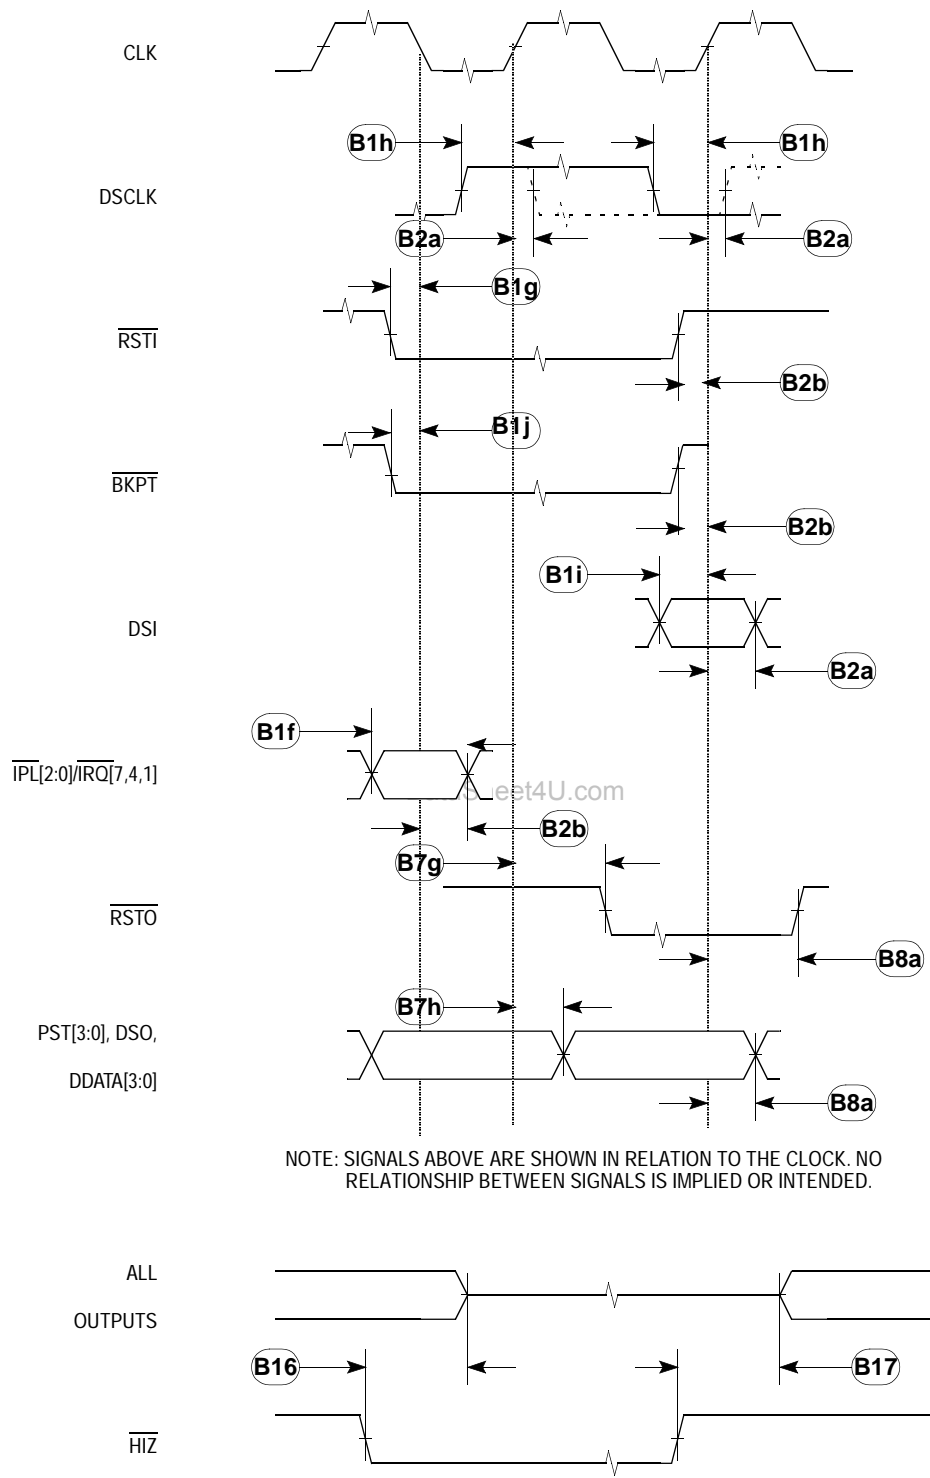 CLK
B1h
B1h
DSCLK
B2a
B2a
B1g
RSTI
B2b
B1j
BKPT
B2b
B1i
DSI
B2a
B1f
IPL[2:0]/IRQ[7,4,1]
eet4U.com
B2b
B7g
RSTO
B8a
B7h
PST[3:0], DSO,
DDATA[3:0]
B8a
NOTE: SIGNALS ABOVE ARE SHOWN IN RELATION TO THE CLOCK. NO
RELATIONSHIP BETWEEN SIGNALS IS IMPLIED OR INTENDED.
ALL
OUTPUTS
B16
B17
HIZ